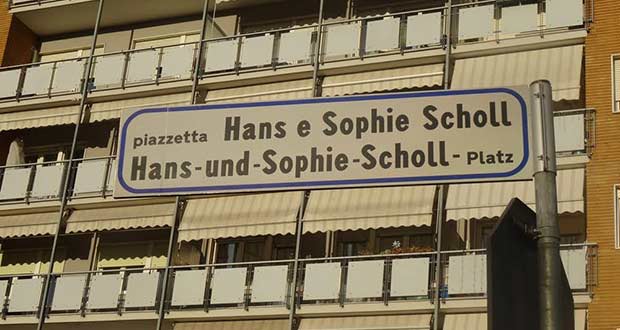 piazzetta Hans e Sophie Scholl
Hans-und-Sophie-Scholl-Platz